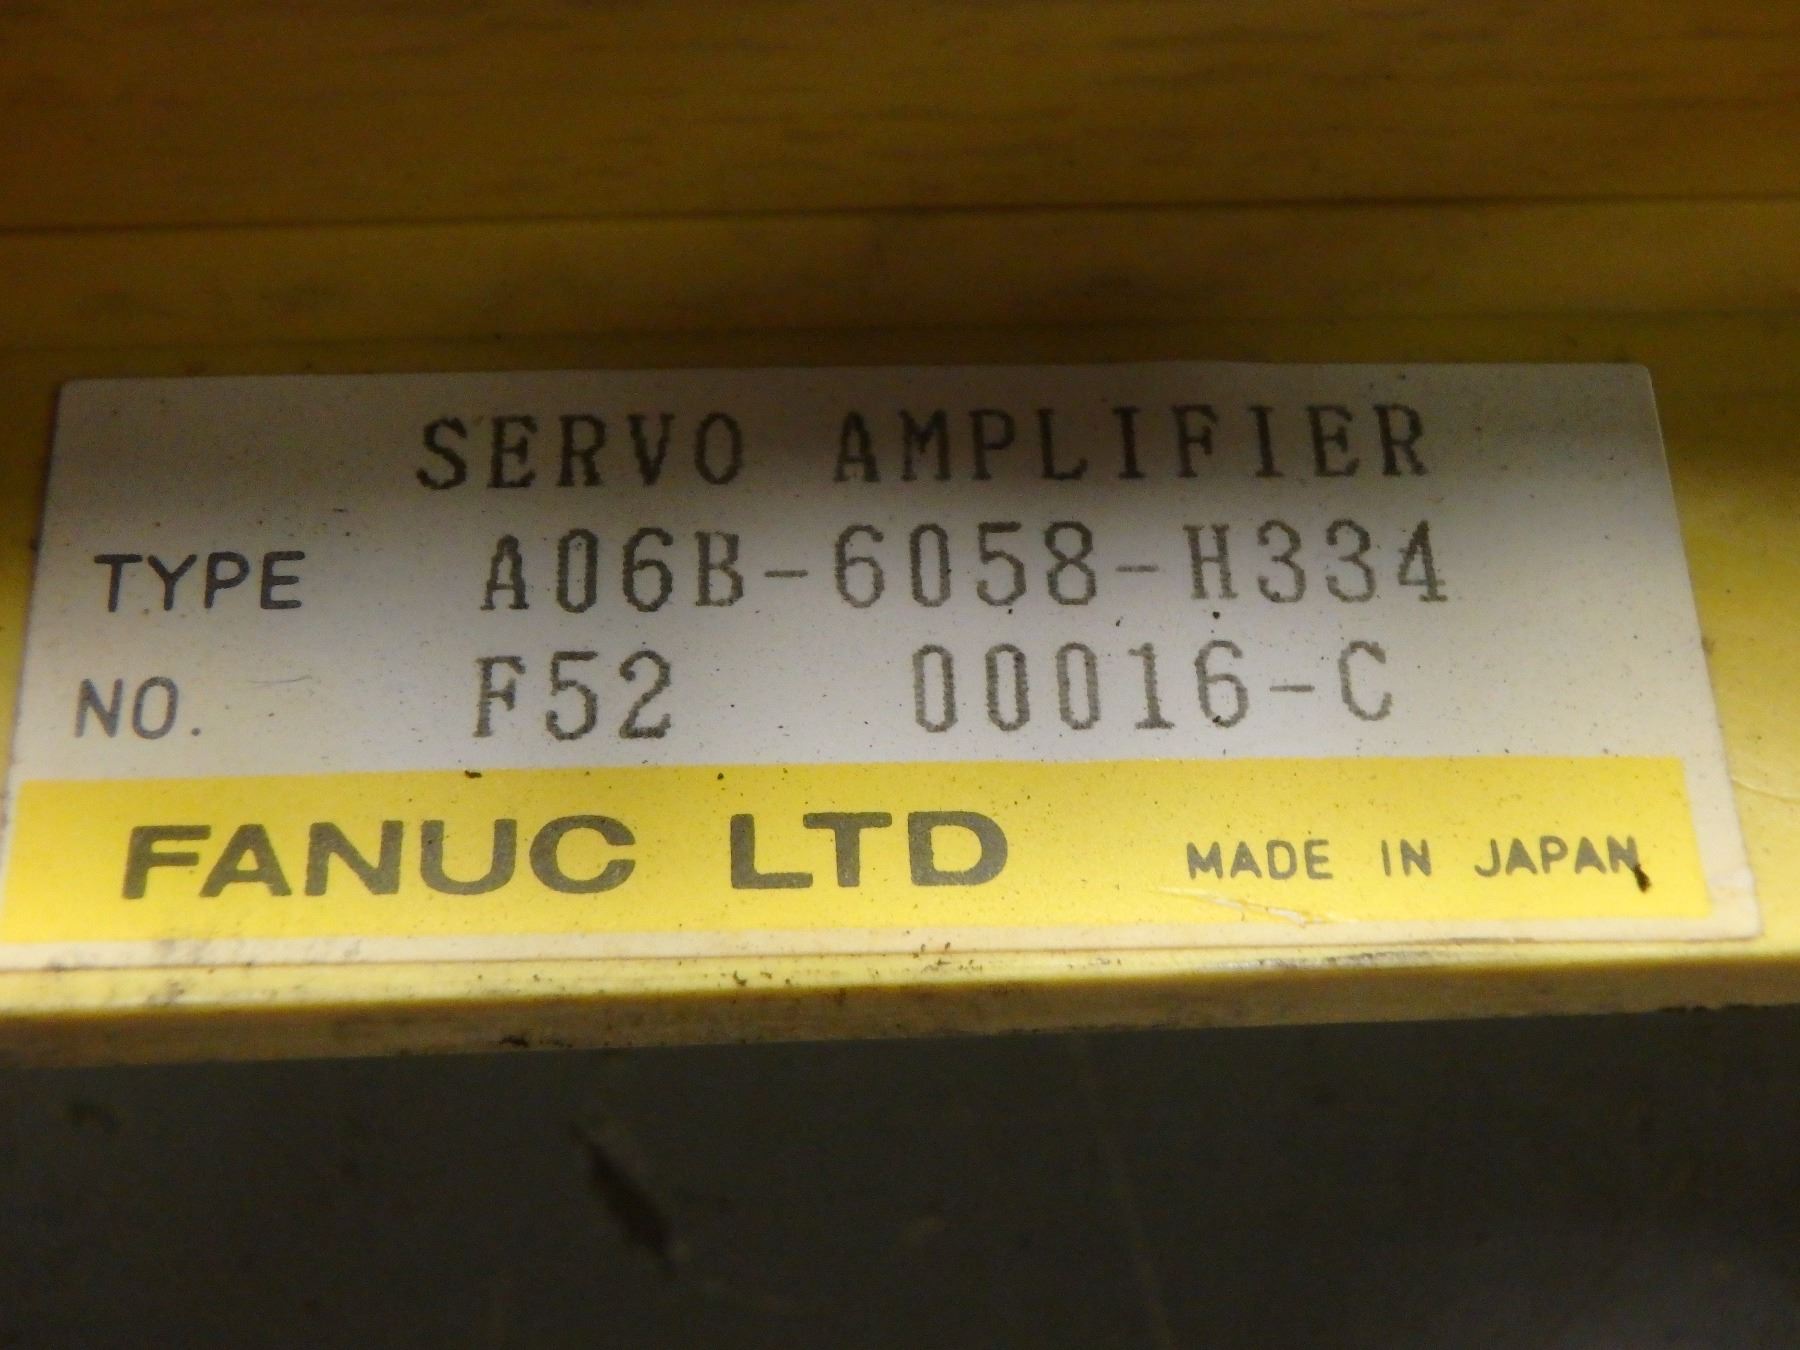 SERVO AMPLIFIER
TYPE A06B-6058-H334
NO. F52 00016-C
FANUC LTD MADE IN JAPAN